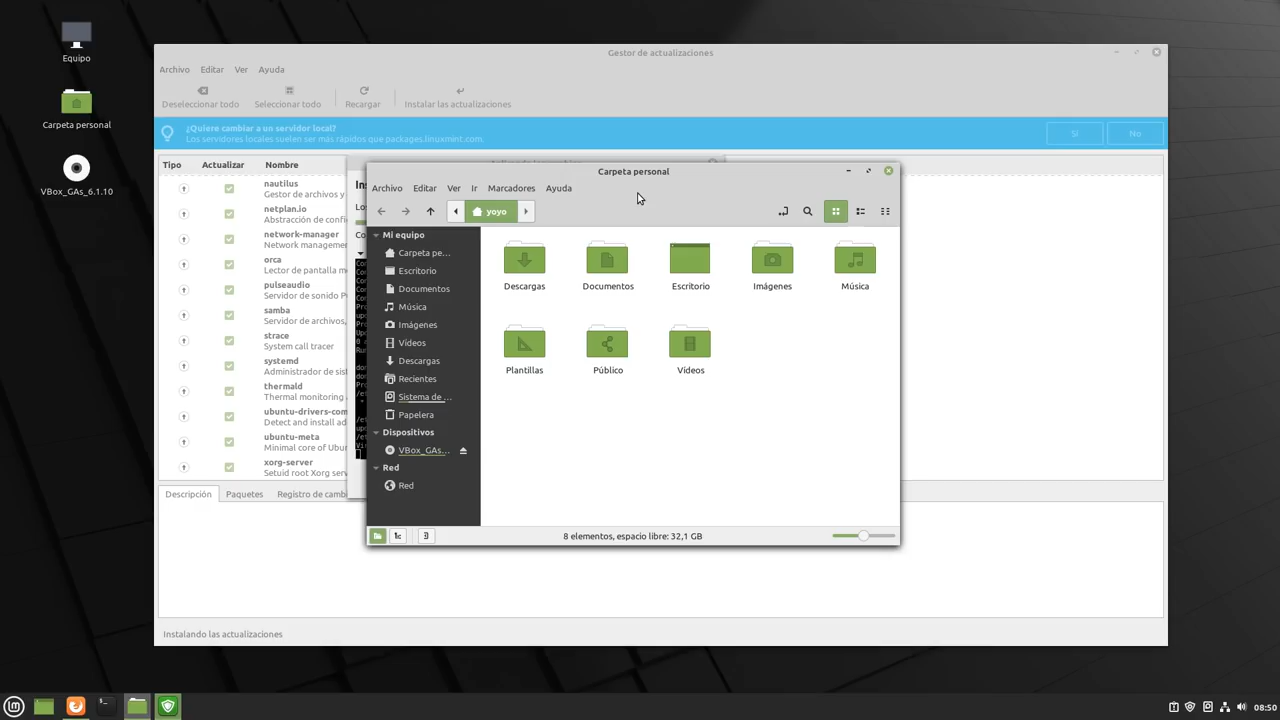 Equipo
Carpeta personal
VBox_GAs_6.1.10
Gestor de actualizaciones
Archivo Editar Ver Ayuda
Deseleccionar todo Seleccionar todo Recargar Instalar las actualizaciones
¿Quiere cambiar a un servidor local?
Los servidores locales suelen ser más rápidos que packages.linuxmint.com.
Sí No
Tipo Actualizar Nombre
nautilus
Gestor de archivos y
netplan.io
Abstracción de config
network-manager
Network managemen
orca
Lector de pantalla m
pulseaudio
Servidor de sonido P
samba
Servidor de archivos,
strace
System call tracer
systemd
Administrador de sis
thermald
Thermal monitoring
ubuntu-drivers-com
Detect and install ad
ubuntu-meta
Minimal core of Ubu
xorg-server
Setuid root Xorg serv
Descripción Paquetes Registro de camb
Instalando las actualizaciones
Carpeta personal
Archivo Editar Ver Ir Marcadores Ayuda
yoyo
Mi equipo
Carpeta pe...
Escritorio
Documentos
Música
Imágenes
Vídeos
Descargas
Recientes
Sistema de ...
Papelera
Dispositivos
VBox_GAs...
Red
Red
Descargas Documentos Escritorio Imágenes Música
Plantillas Público Vídeos
8 elementos, espacio libre: 32,1 GB
08:50